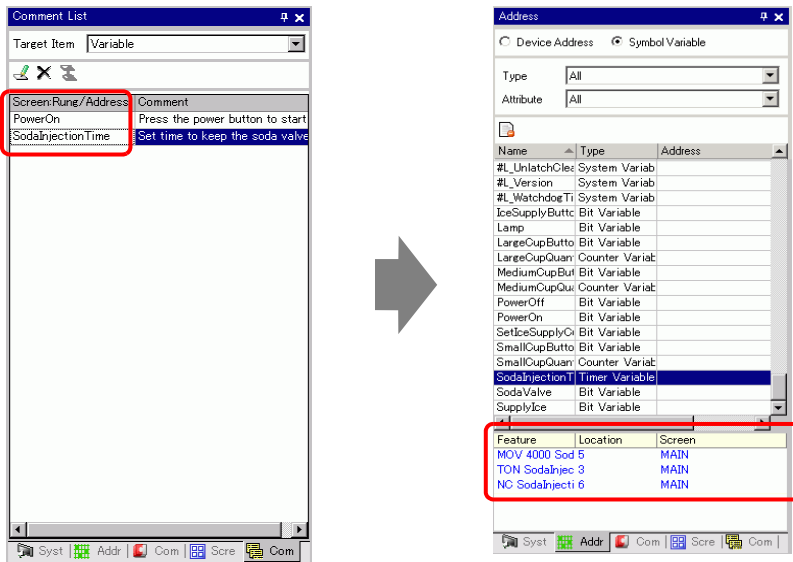 Comment List
Target Item Variable
Screen:Rung/Address Comment
PowerOn Press the power button to start
SodaInjectionTime Set time to keep the soda valve
Syst Addr Com Scre Com
Address
Device Address Symbol Variable
Type All
Attribute All
Name Type Address
#L_UnlatchClea System Variab
#L_Version System Variab
#L_WatchdogTi System Variab
IceSupplyButtc Bit Variable
Lamp Bit Variable
LargeCupButto Bit Variable
LargeCupQuan Counter Variab
MediumCupBut Bit Variable
MediumCupQua Counter Variab
PowerOff Bit Variable
PowerOn Bit Variable
SetIceSupplyC Bit Variable
SmallCupButto Bit Variable
SmallCupQuan Counter Variab
SodaInjectionT Timer Variable
SodaValve Bit Variable
SupplyIce Bit Variable
Feature Location Screen
MOV 4000 Sod 5 MAIN
TON SodaInjec 3 MAIN
NC SodaInjecti 6 MAIN
Syst Addr Com Scre Com